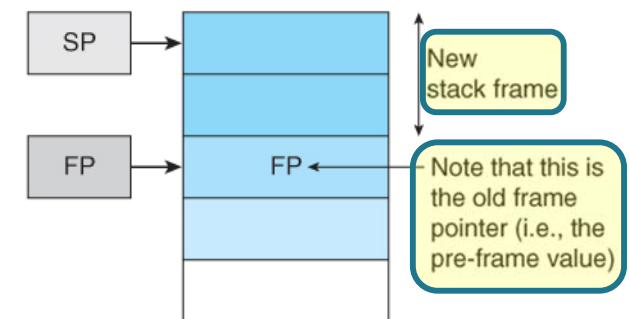 SP
New
stack frame
FP
FP
Note that this is
the old frame
pointer (i.e., the
pre-frame value)